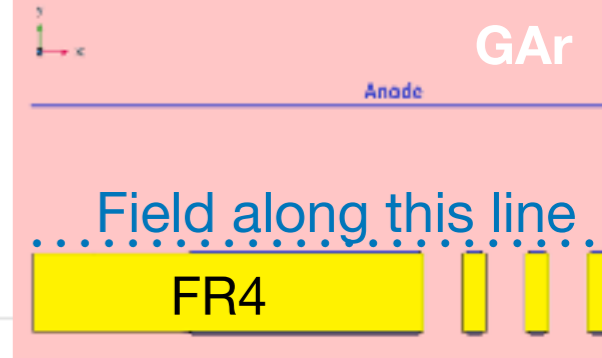 y
GAr
x
Anode
Field along this line
FR4